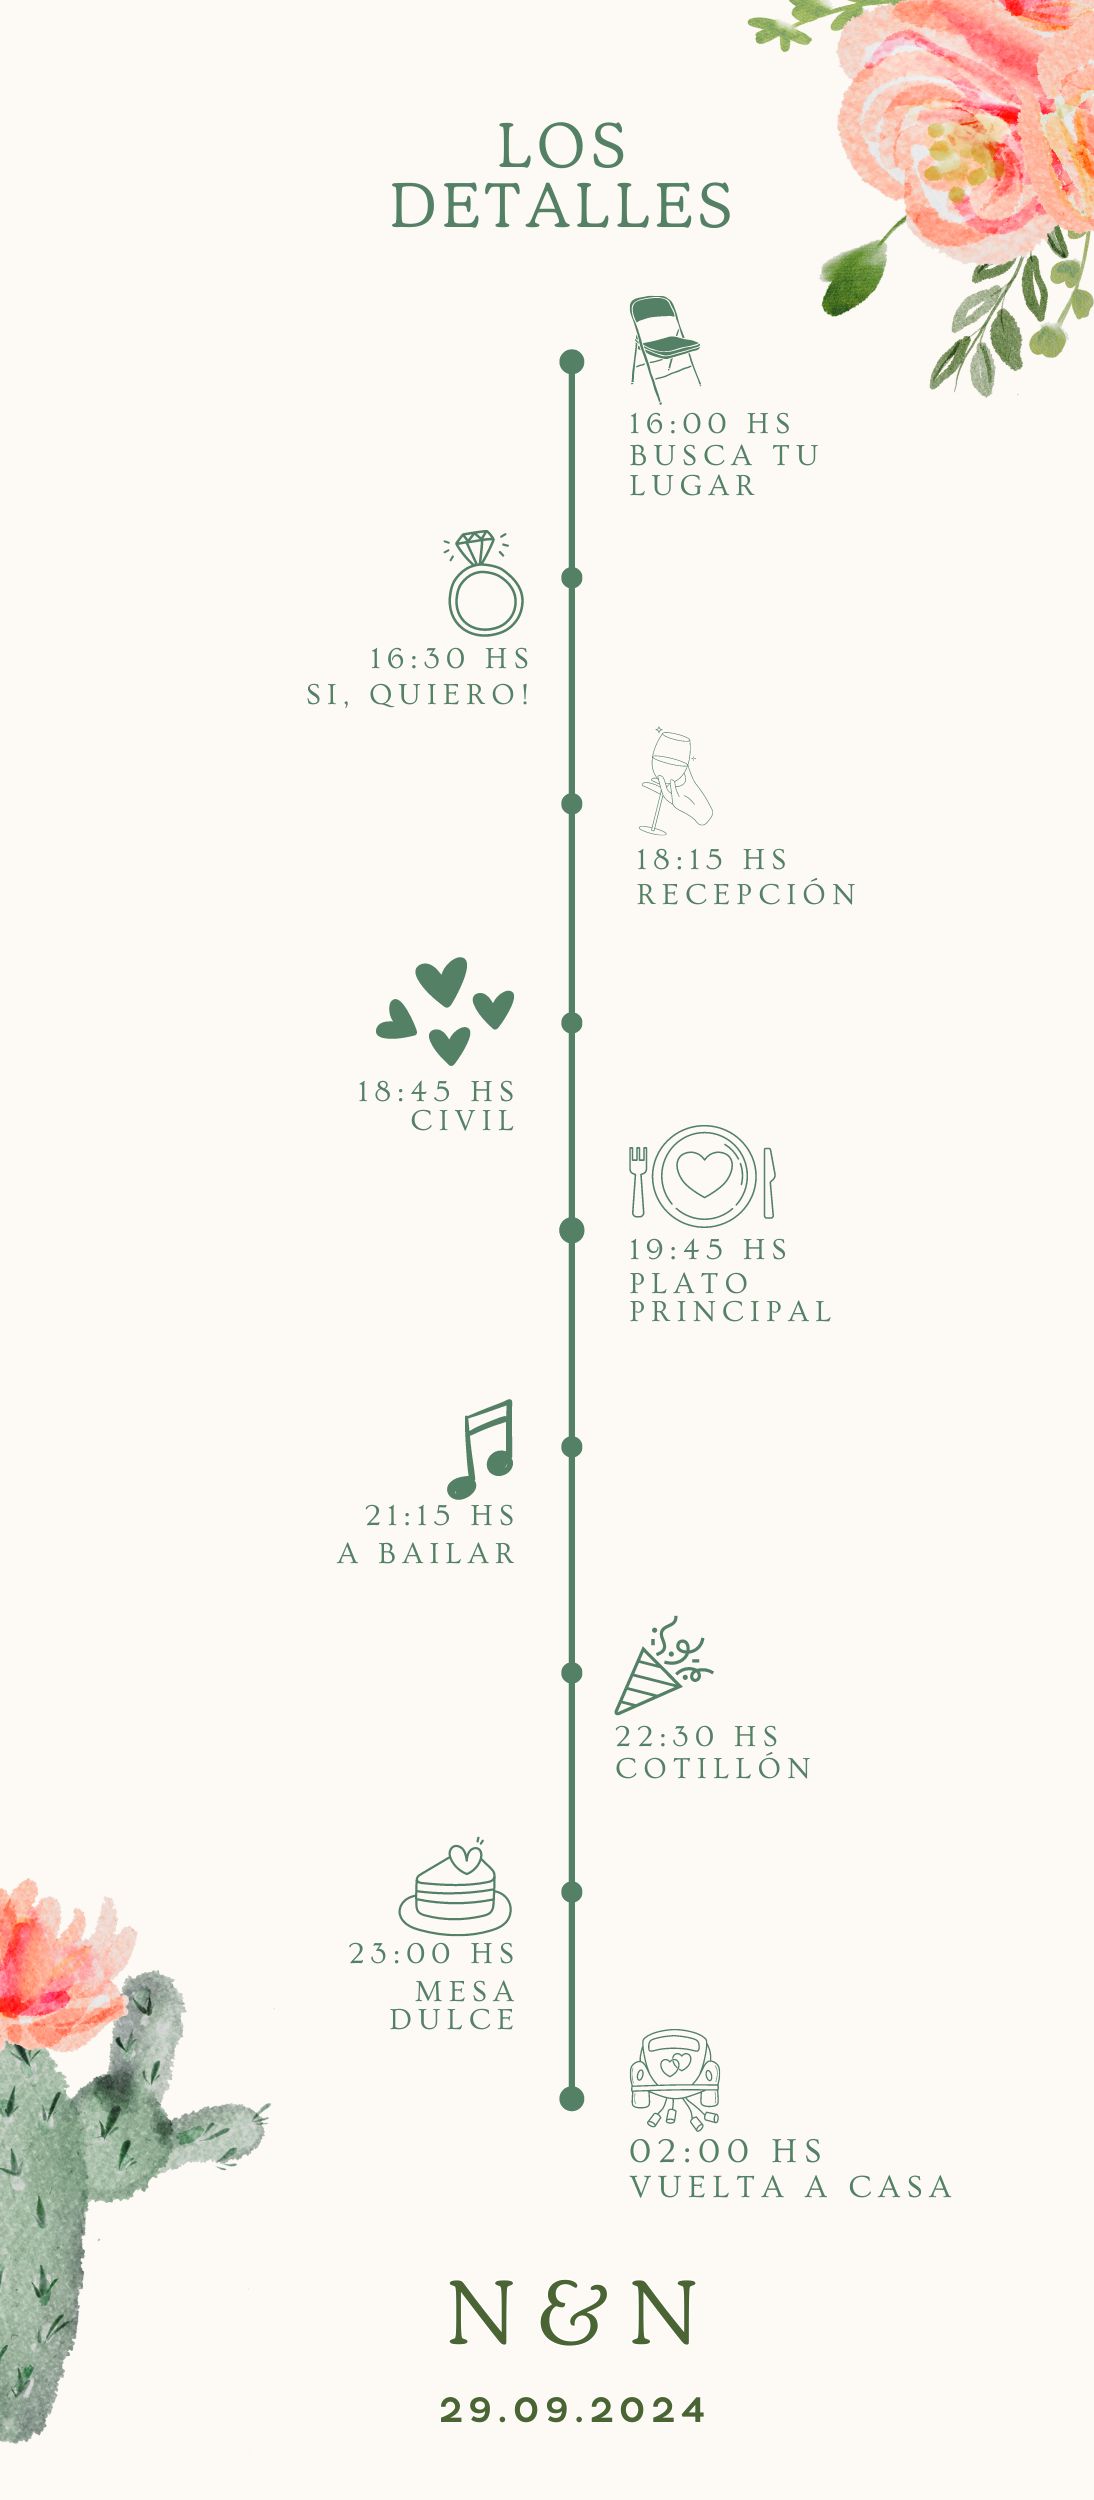 LOS
DETALLES
16:00 HS
BUSCA TU
LUGAR
16:30 HS
SI, QUIERO!
18:15 HS
RECEPCIÓN
18:45 HS
CIVIL
19:45 HS
PLATO
PRINCIPAL
21:15 HS
A BAILAR
22:30 HS
COTILLÓN
23:00 HS
MESA
DULCE
02:00 HS
VUELTA A CASA
N & N
29.09.2024